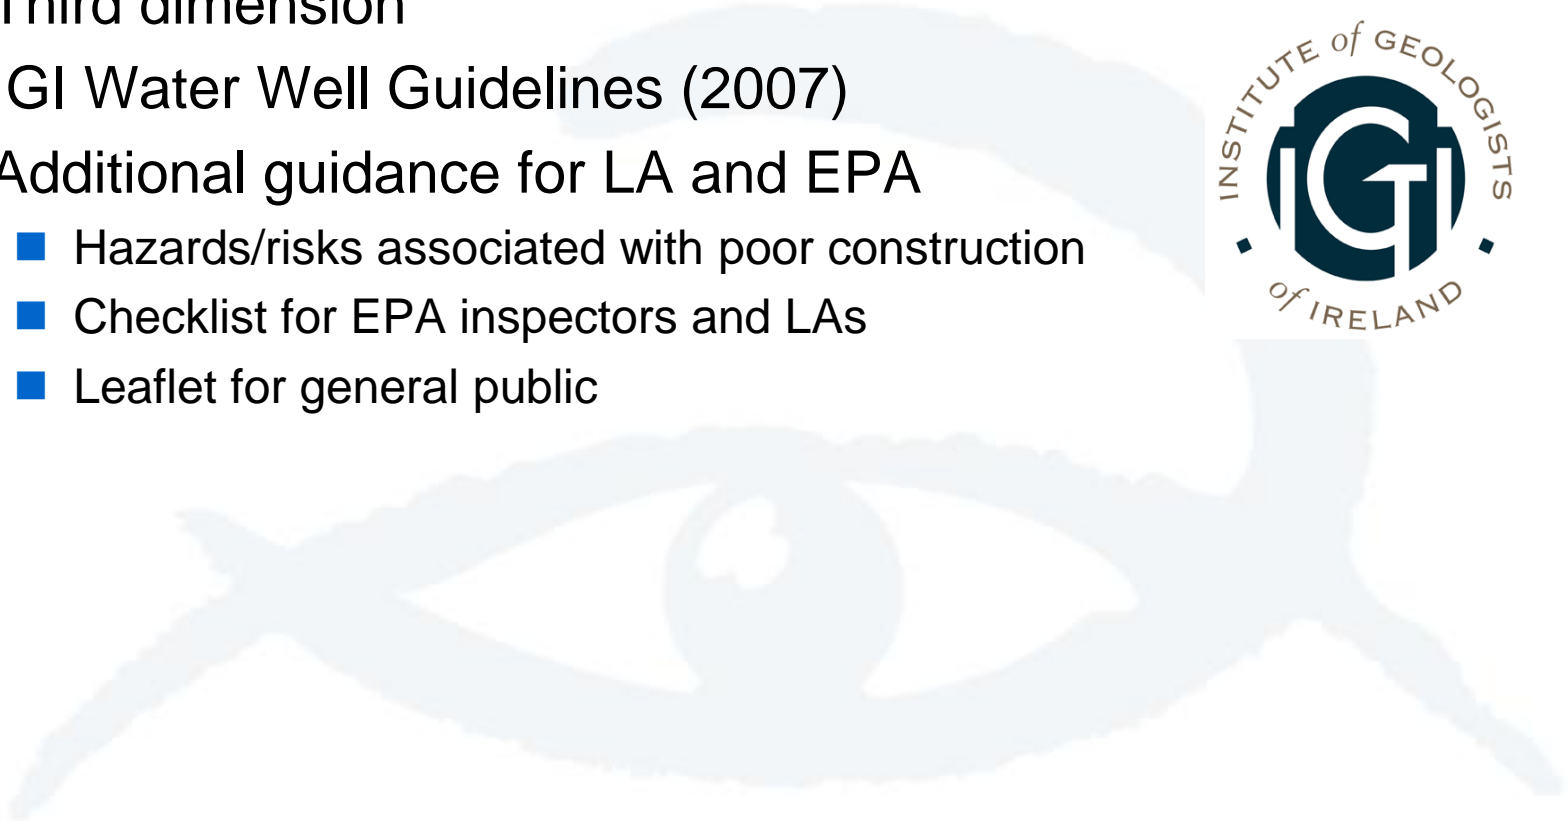 Third dimension
GI Water Well Guidelines (2007)
Additional guidance for LA and EPA
Hazards/risks associated with poor construction
Checklist for EPA inspectors and LAs
Leaflet for general public
INSTITUTE of GEOLOGISTS
IGI
of IRELAND